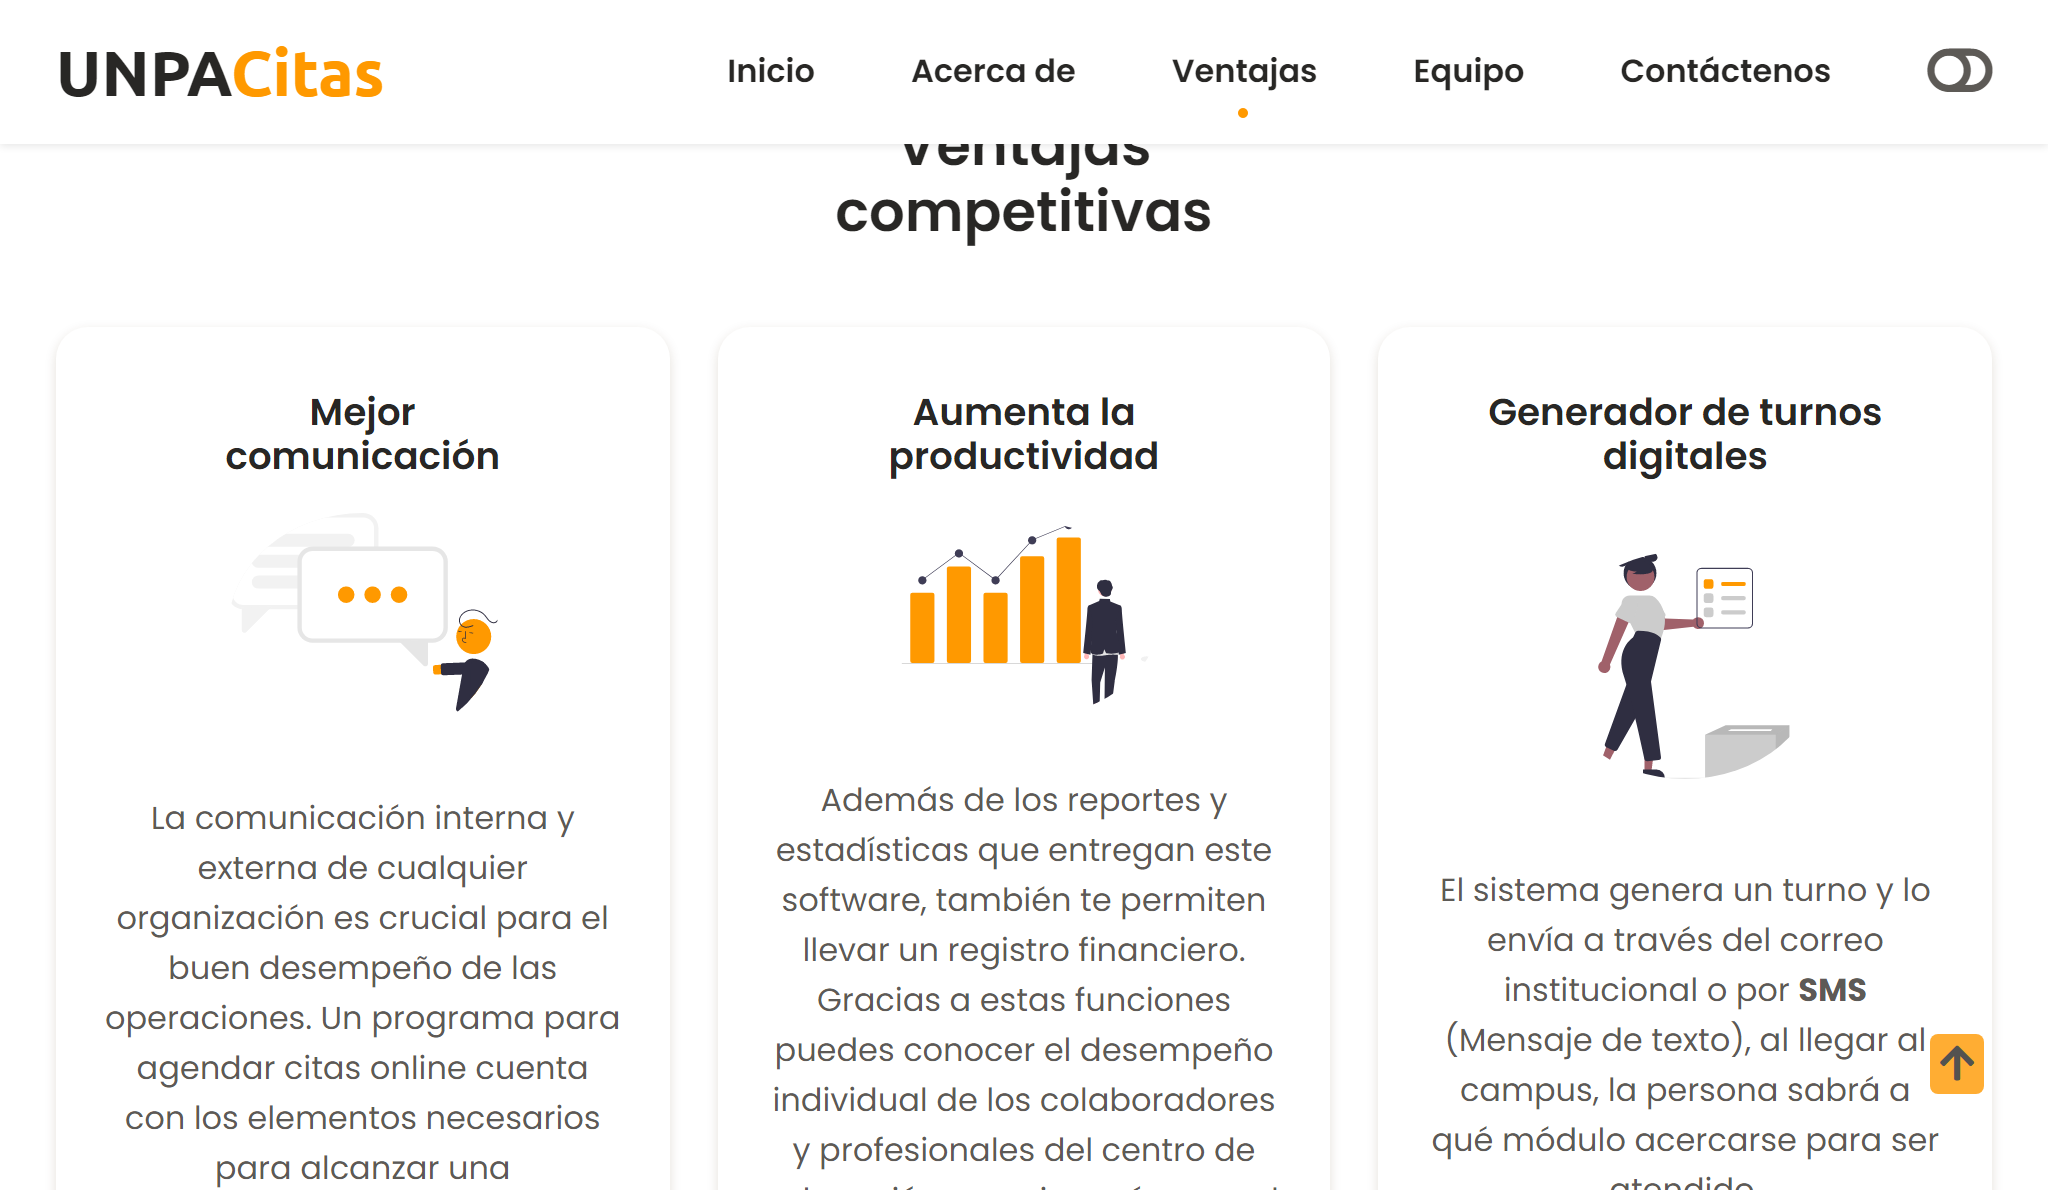 UNPACitas
Inicio
Acerca de
Ventajas
Equipo
Contáctenos
Ventajas
competitivas
Mejor
comunicación
La comunicación interna y
externa de cualquier
organización es crucial para el
buen desempeño de las
operaciones. Un programa para
agendar citas online cuenta
con los elementos necesarios
para alcanzar una
Aumenta la
productividad
Además de los reportes y
estadísticas que entregan este
software, también te permiten
llevar un registro financiero.
Gracias a estas funciones
puedes conocer el desempeño
individual de los colaboradores
y profesionales del centro de
Generador de turnos
digitales
El sistema genera un turno y lo
envía a través del correo
institucional o por SMS
(Mensaje de texto), al llegar al
campus, la persona sabrá a
qué módulo acercarse para ser
atendido